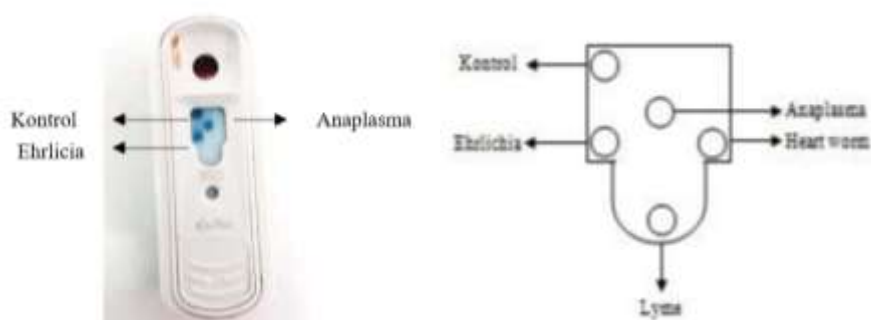 Kontrol
Anaplasma
Ehrlicia
Kontrol
Anaplasma
Ehrlichia
Heart worm
Lyme